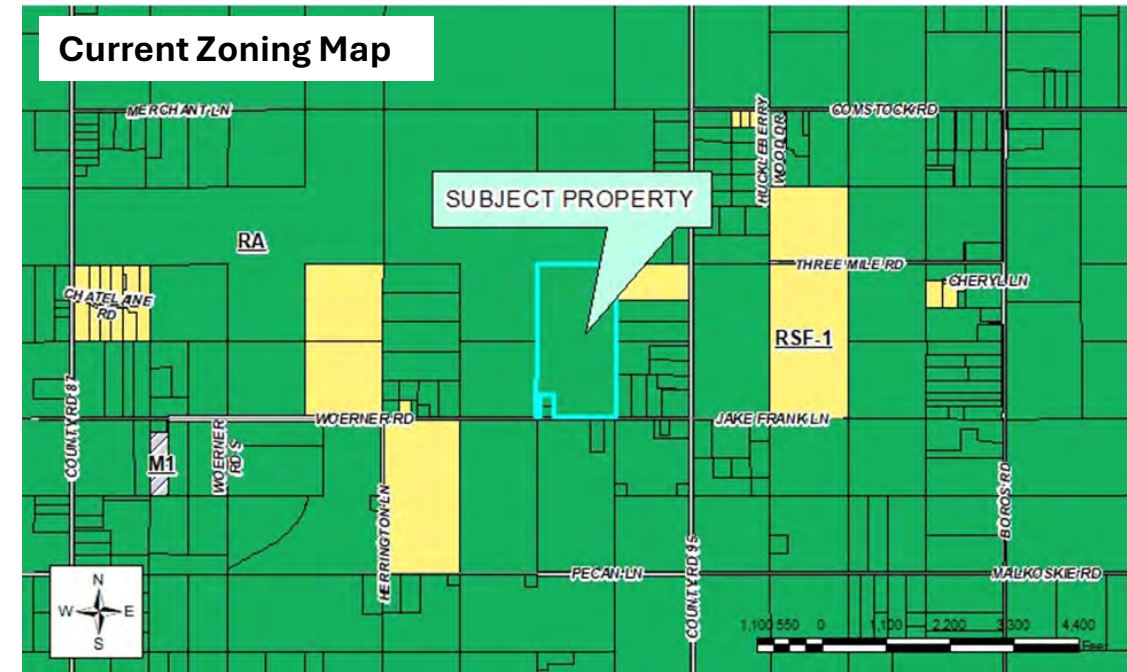 Current Zoning Map
MERCHANT LN
COMSTOCK RD
HUCKLEBERRY
WOOD DR
SUBJECT PROPERTY
RA
THREE MILE RD
CHERYL LN
CHATELAINE
RD
RSF-1
COUNTY RD 87
WOERNER RD
JAKE FRANK LN
M1
WOERNER
RD S
HERRINGTON LN
COUNTY RD 95
BOROS RD
PECAN LN
MALKOSKIE RD
N
W E
S
1,100 550 0 1,100 2,200 3,300 4,400
Feet